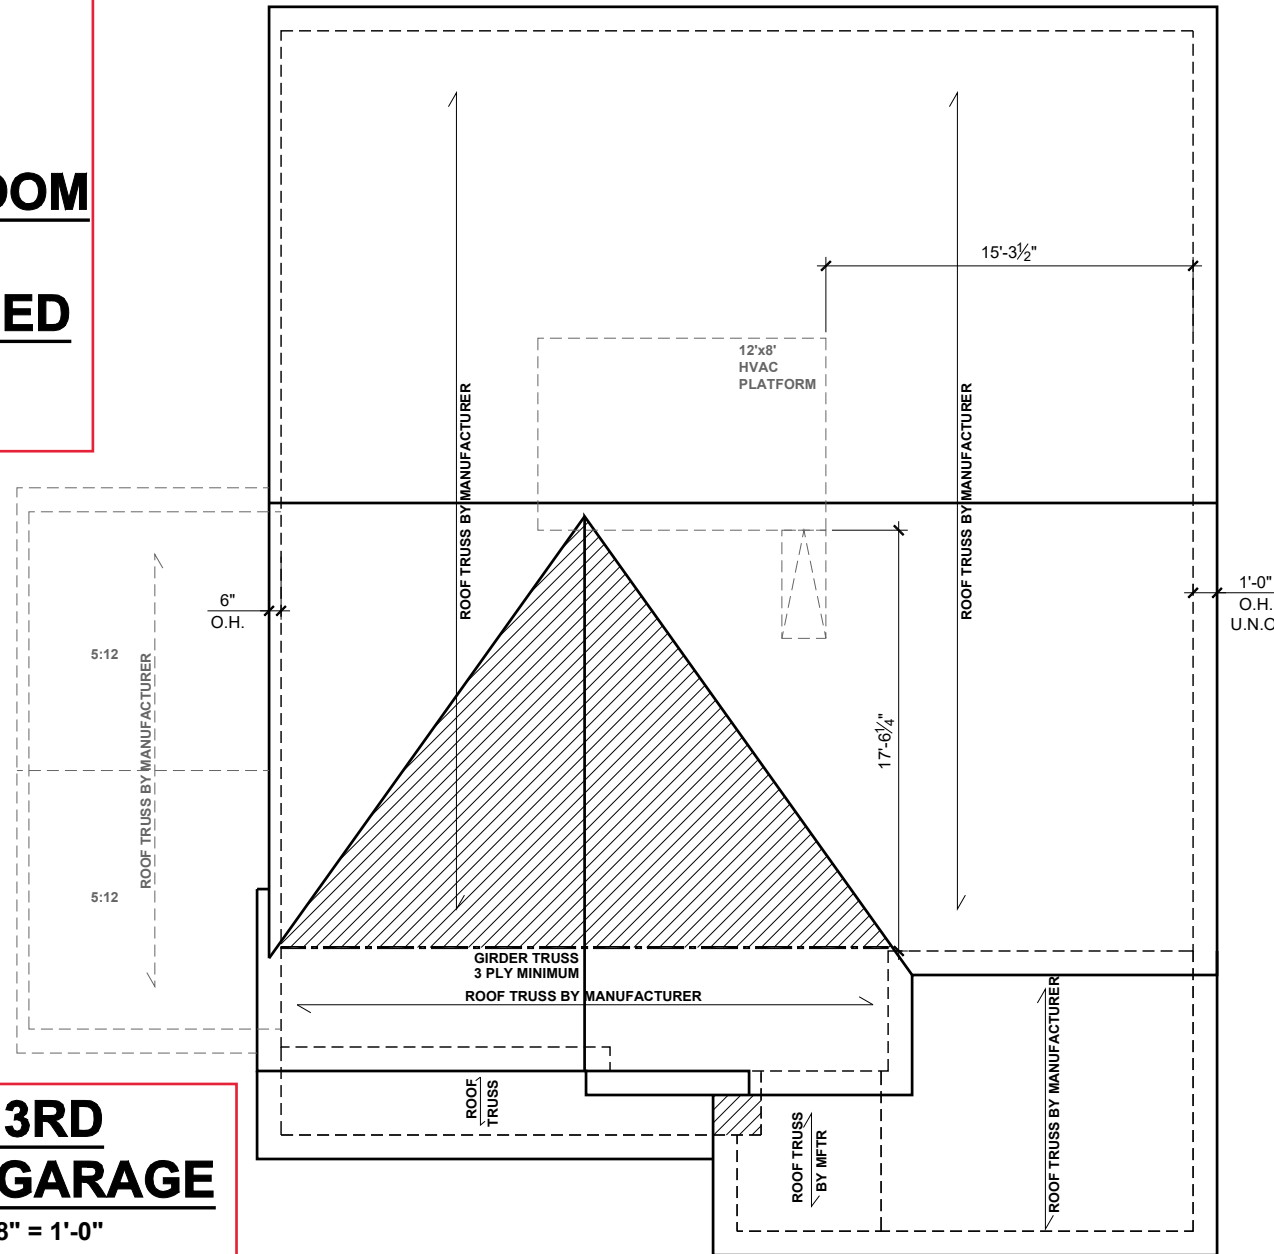 15'-3½"
12'x8'
HVAC
PLATFORM
ROOF TRUSS BY MANUFACTURER
ROOF TRUSS BY MANUFACTURER
6"
O.H.
1'-0"
O.H.
5:12
ROOF TRUSS BY MANUFACTURER
17'-6¼"
5:12
GIRDER TRUSS
3 PLY MINIMUM
ROOF TRUSS BY MANUFACTURER
ROOF
TRUSS
ROOF TRUSS
BY MFTR
ROOF TRUSS BY MANUFACTURER
3RD
GARAGE
8" = 1'-0"